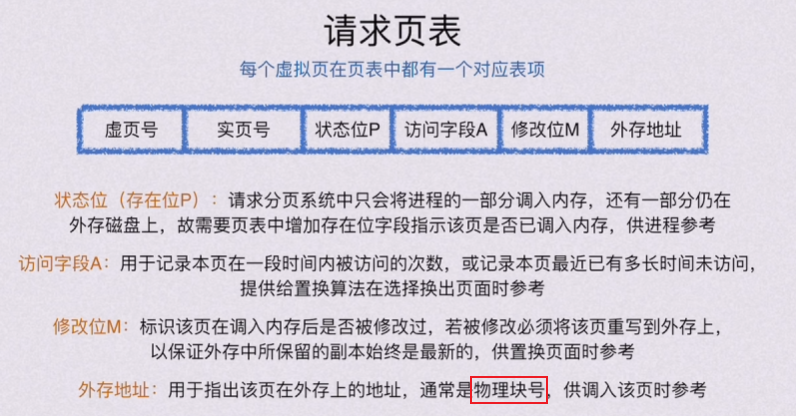 请求页表
每个虚拟页在页表中都有一个对应表项
虚页号 实页号 状态位P 访问字段A 修改位M 外存地址
状态位（存在位P）：请求分页系统中只会将进程的一部分调入内存，还有一部分仍在
外存磁盘上，故需要页表中增加存在位字段指示该页是否已调入内存，供进程参考
访问字段A：用于记录本页在一段时间内被访问的次数，或记录本页最近已有多长时间未访问，
提供给置换算法在选择换出页面时参考
修改位M：标识该页在调入内存后是否被修改过，若被修改必须将该页重写到外存上，
以保证外存中所保留的副本始终是最新的，供置换页面时参考
外存地址：用于指出该页在外存上的地址，通常是物理块号，供调入该页时参考